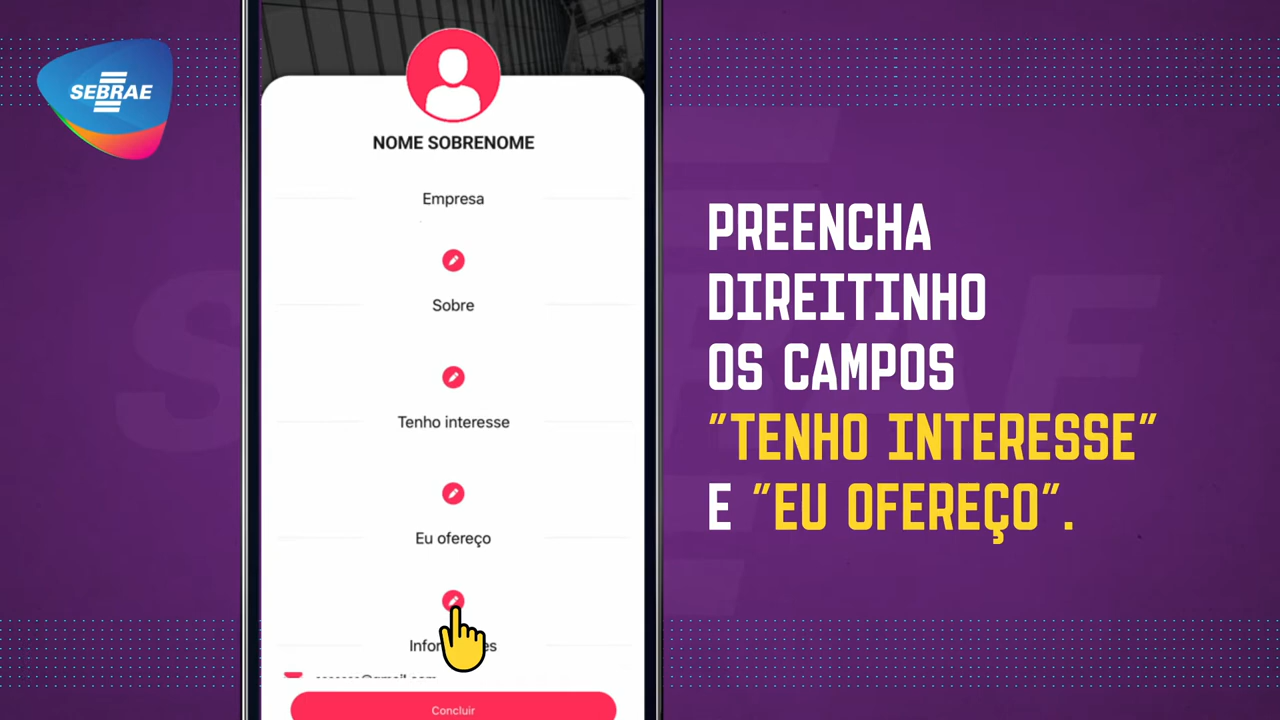 SEBRAE
NOME SOBRENOME
Empresa
Sobre
Tenho interesse
Eu ofereço
Concluir
PREENCHA
DIREITINHO
OS CAMPOS
"TENHO INTERESSE"
E "EU OFEREÇO".